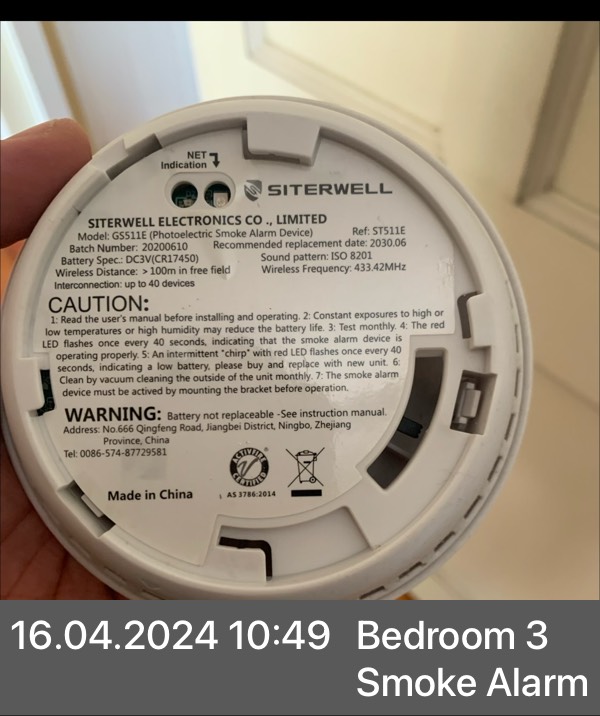 NET
Indication
SITERWELL
SITERWELL ELECTRONICS CO ., LIMITED
Model: GS511E (Photoelectric Smoke Alarm Device) Ref: ST511E
Batch Number: 20200610 Recommended replacement date: 2030.06
Battery Spec.: DC3V(CR17450) Sound pattern: ISO 8201
Wireless Distance: >100m in free field Wireless Frequency: 433.42MHz
Interconnection: up to 40 devices
CAUTION:
1: Read the user's manual before installing and operating. 2: Constant exposures to high or
low temperatures or high humidity may reduce the battery life. 3: Test monthly. 4: The red
LED flashes once every 40 seconds, indicating that the smoke alarm device is
operating properly. 5: An intermittent "chirp" with red LED flashes once every 40
seconds, indicating a low battery, please buy and replace with new unit. 6:
Clean by vacuum cleaning the outside of the unit monthly. 7: The smoke alarm
device must be actived by mounting the bracket before operation.
WARNING: Battery not replaceable -See instruction manual.
Address: No.666 Qingfeng Road, Jiangbei District, Ningbo, Zhejiang
Province, China
Tel: 0086-574-87729581
ACTIVFIRE
CERTIFIED
Made in China
AS 3786:2014
16.04.2024 10:49 Bedroom 3
Smoke Alarm